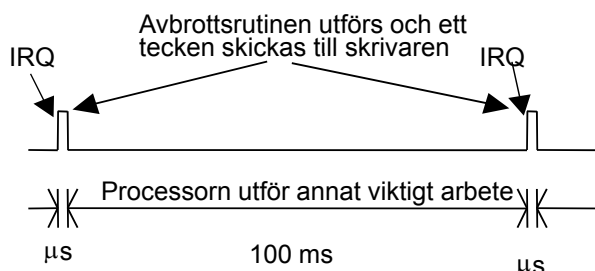 Avbrottsrutinen utförs och ett
tecken skickas till skrivaren
IRQ
IRQ
Processorn utför annat viktigt arbete
μs
100 ms
μs